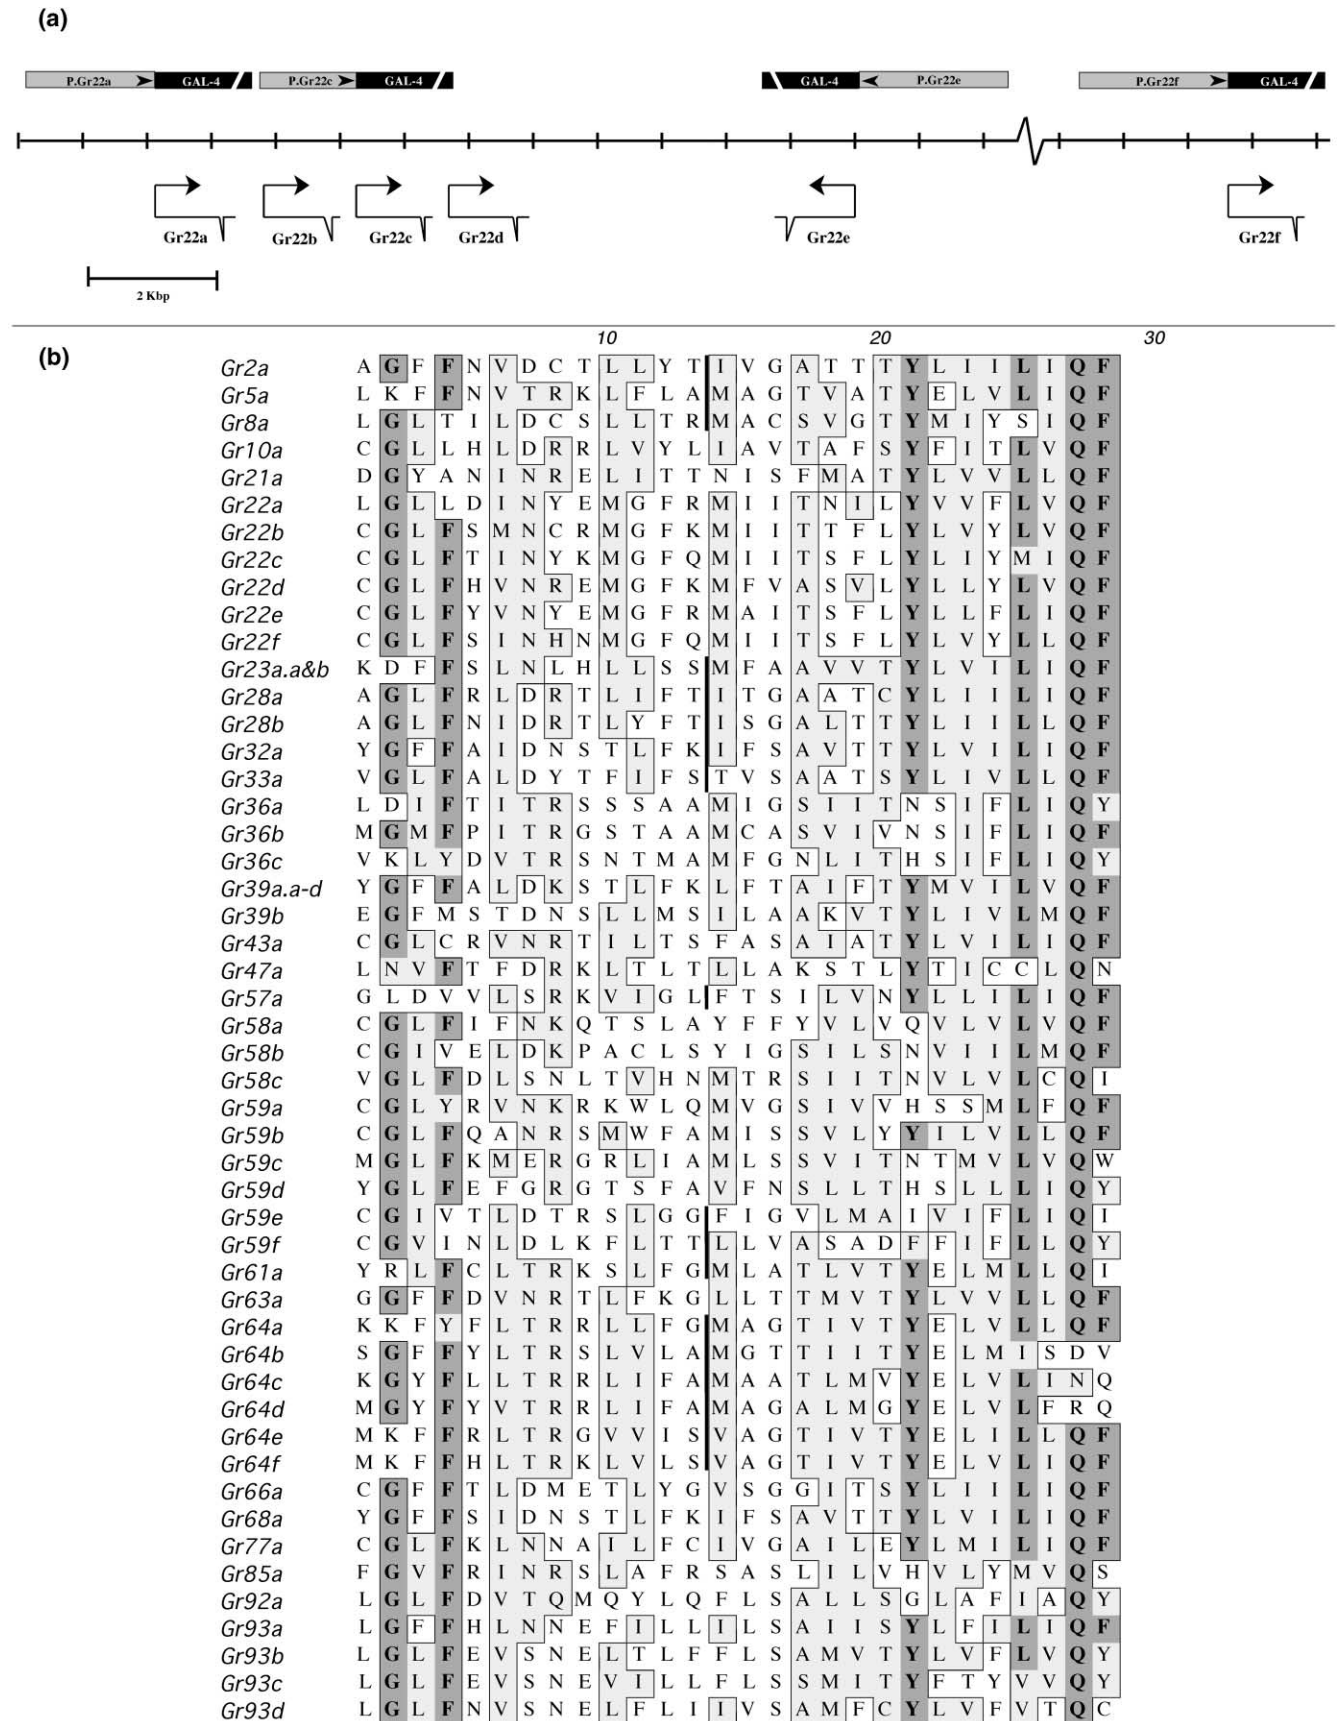 (a)
P.Gr22a GAL-4 P.Gr22c GAL-4 GAL-4 P.Gr22e P.Gr22f GAL-4
Gr22a Gr22b Gr22c Gr22d Gr22e Gr22f
2 Kbp
10 20 30
(b)
Gr2a A G F F N V D C T L L Y T I V G A T T T Y L I I L I Q F
Gr5a L K F F N V T R K L F L A M A G T V A T Y E L V L I Q F
Gr8a L G L T I L D C S L L T R M A C S V G T Y M I Y S I Q F
Gr10a C G L L H L D R R L V Y L I A V T A F S Y F I T L V Q F
Gr21a D G Y A N I N R E L I T T N I S F M A T Y L V V L L Q F
Gr22a L G L L D I N Y E M G F R M I I T N I L Y V V F L V Q F
Gr22b C G L F S M N C R M G F K M I I T T F L Y L V Y L V Q F
Gr22c C G L F T I N Y K M G F Q M I I T S F L Y L I Y M I Q F
Gr22d C G L F H V N R E M G F K M F V A S V L Y L L Y L V Q F
Gr22e C G L F Y V N Y E M G F R M A I T S F L Y L L F L I Q F
Gr22f C G L F S I N H N M G F Q M I I T S F L Y L V Y L L Q F
Gr23a.a&b K D F F S L N L H L L S S M F A A V V T Y L V I L I Q F
Gr28a A G L F R L D R T L I F T I T G A A T C Y L I I L I Q F
Gr28b A G L F N I D R T L Y F T I S G A L T T Y L I I L L Q F
Gr32a Y G F F A I D N S T L F K I F S A V T T Y L V I L I Q F
Gr33a V G L F A L D Y T F I F S T V S A A T S Y L I V L L Q F
Gr36a L D I F T I T R S S S A A M I G S I I T N S I F L I Q Y
Gr36b M G M F P I T R G S T A A M C A S V I V N S I F L I Q F
Gr36c V K L Y D V T R S N T M A M F G N L I T H S I F L I Q Y
Gr39a.a-d Y G F F A L D K S T L F K L F T A I F T Y M V I L V Q F
Gr39b E G F M S T D N S L L M S I L A A K V T Y L I V L M Q F
Gr43a C G L C R V N R T I L T S F A S A I A T Y L V I L I Q F
Gr47a L N V F T F D R K L T L T L L A K S T L Y T I C C L Q N
Gr57a G L D V V L S R K V I G L F T S I L V N Y L L I L I Q F
Gr58a C G L F I F N K Q T S L A Y F F Y V L V Q V L V L V Q F
Gr58b C G I V E L D K P A C L S Y I G S I L S N V I I L M Q F
Gr58c V G L F D L S N L T V H N M T R S I I T N V L V L C Q I
Gr59a C G L Y R V N K R K W L Q M V G S I V V H S S M L F Q F
Gr59b C G L F Q A N R S M W F A M I S S V L Y Y I L V L L Q F
Gr59c M G L F K M E R G R L I A M L S S V I T N T M V L V Q W
Gr59d Y G L F E F G R G T S F A V F N S L L T H S L L L I Q Y
Gr59e C G I V T L D T R S L G G F I G V L M A I V I F L I Q I
Gr59f C G V I N L D L K F L T T L L V A S A D F F I F L L Q Y
Gr61a Y R L F C L T R K S L F G M L A T L V T Y E L M L L Q I
Gr63a G G F F D V N R T L F K G L L T T M V T Y L V V L L Q F
Gr64a K K F Y F L T R R L L F G M A G T I V T Y E L V L L Q F
Gr64b S G F F Y L T R S L V L A M G T T I I T Y E L M I S D V
Gr64c K G Y F L L T R R L I F A M A A T L M V Y E L V L I N Q
Gr64d M G Y F Y V T R R L I F A M A G A L M G Y E L V L F R Q
Gr64e M K F F R L T R G V V I S V A G T I V T Y E L I L L Q F
Gr64f M K F F H L T R K L V L S V A G T I V T Y E L V L I Q F
Gr66a C G F F T L D M E T L Y G V S G G I T S Y L I I L I Q F
Gr68a Y G F F S I D N S T L F K I F S A V T T Y L V I L I Q F
Gr77a C G L F K L N N A I L F C I V G A I L E Y L M I L I Q F
Gr85a F G V F R I N R S L A F R S A S L I L V H V L Y M V Q S
Gr92a L G L F D V T Q M Q Y L Q F L S A L L S G L A F I A Q Y
Gr93a L G F F H L N N E F I L L I L S A I I S Y L F I L I Q F
Gr93b L G L F E V S N E L T L F F L S A M V T Y L V F L V Q Y
Gr93c L G L F E V S N E V I L L F L S S M I T Y F T Y V V Q Y
Gr93d L G L F N V S N E L F L I I V S A M F C Y L V F V T Q C